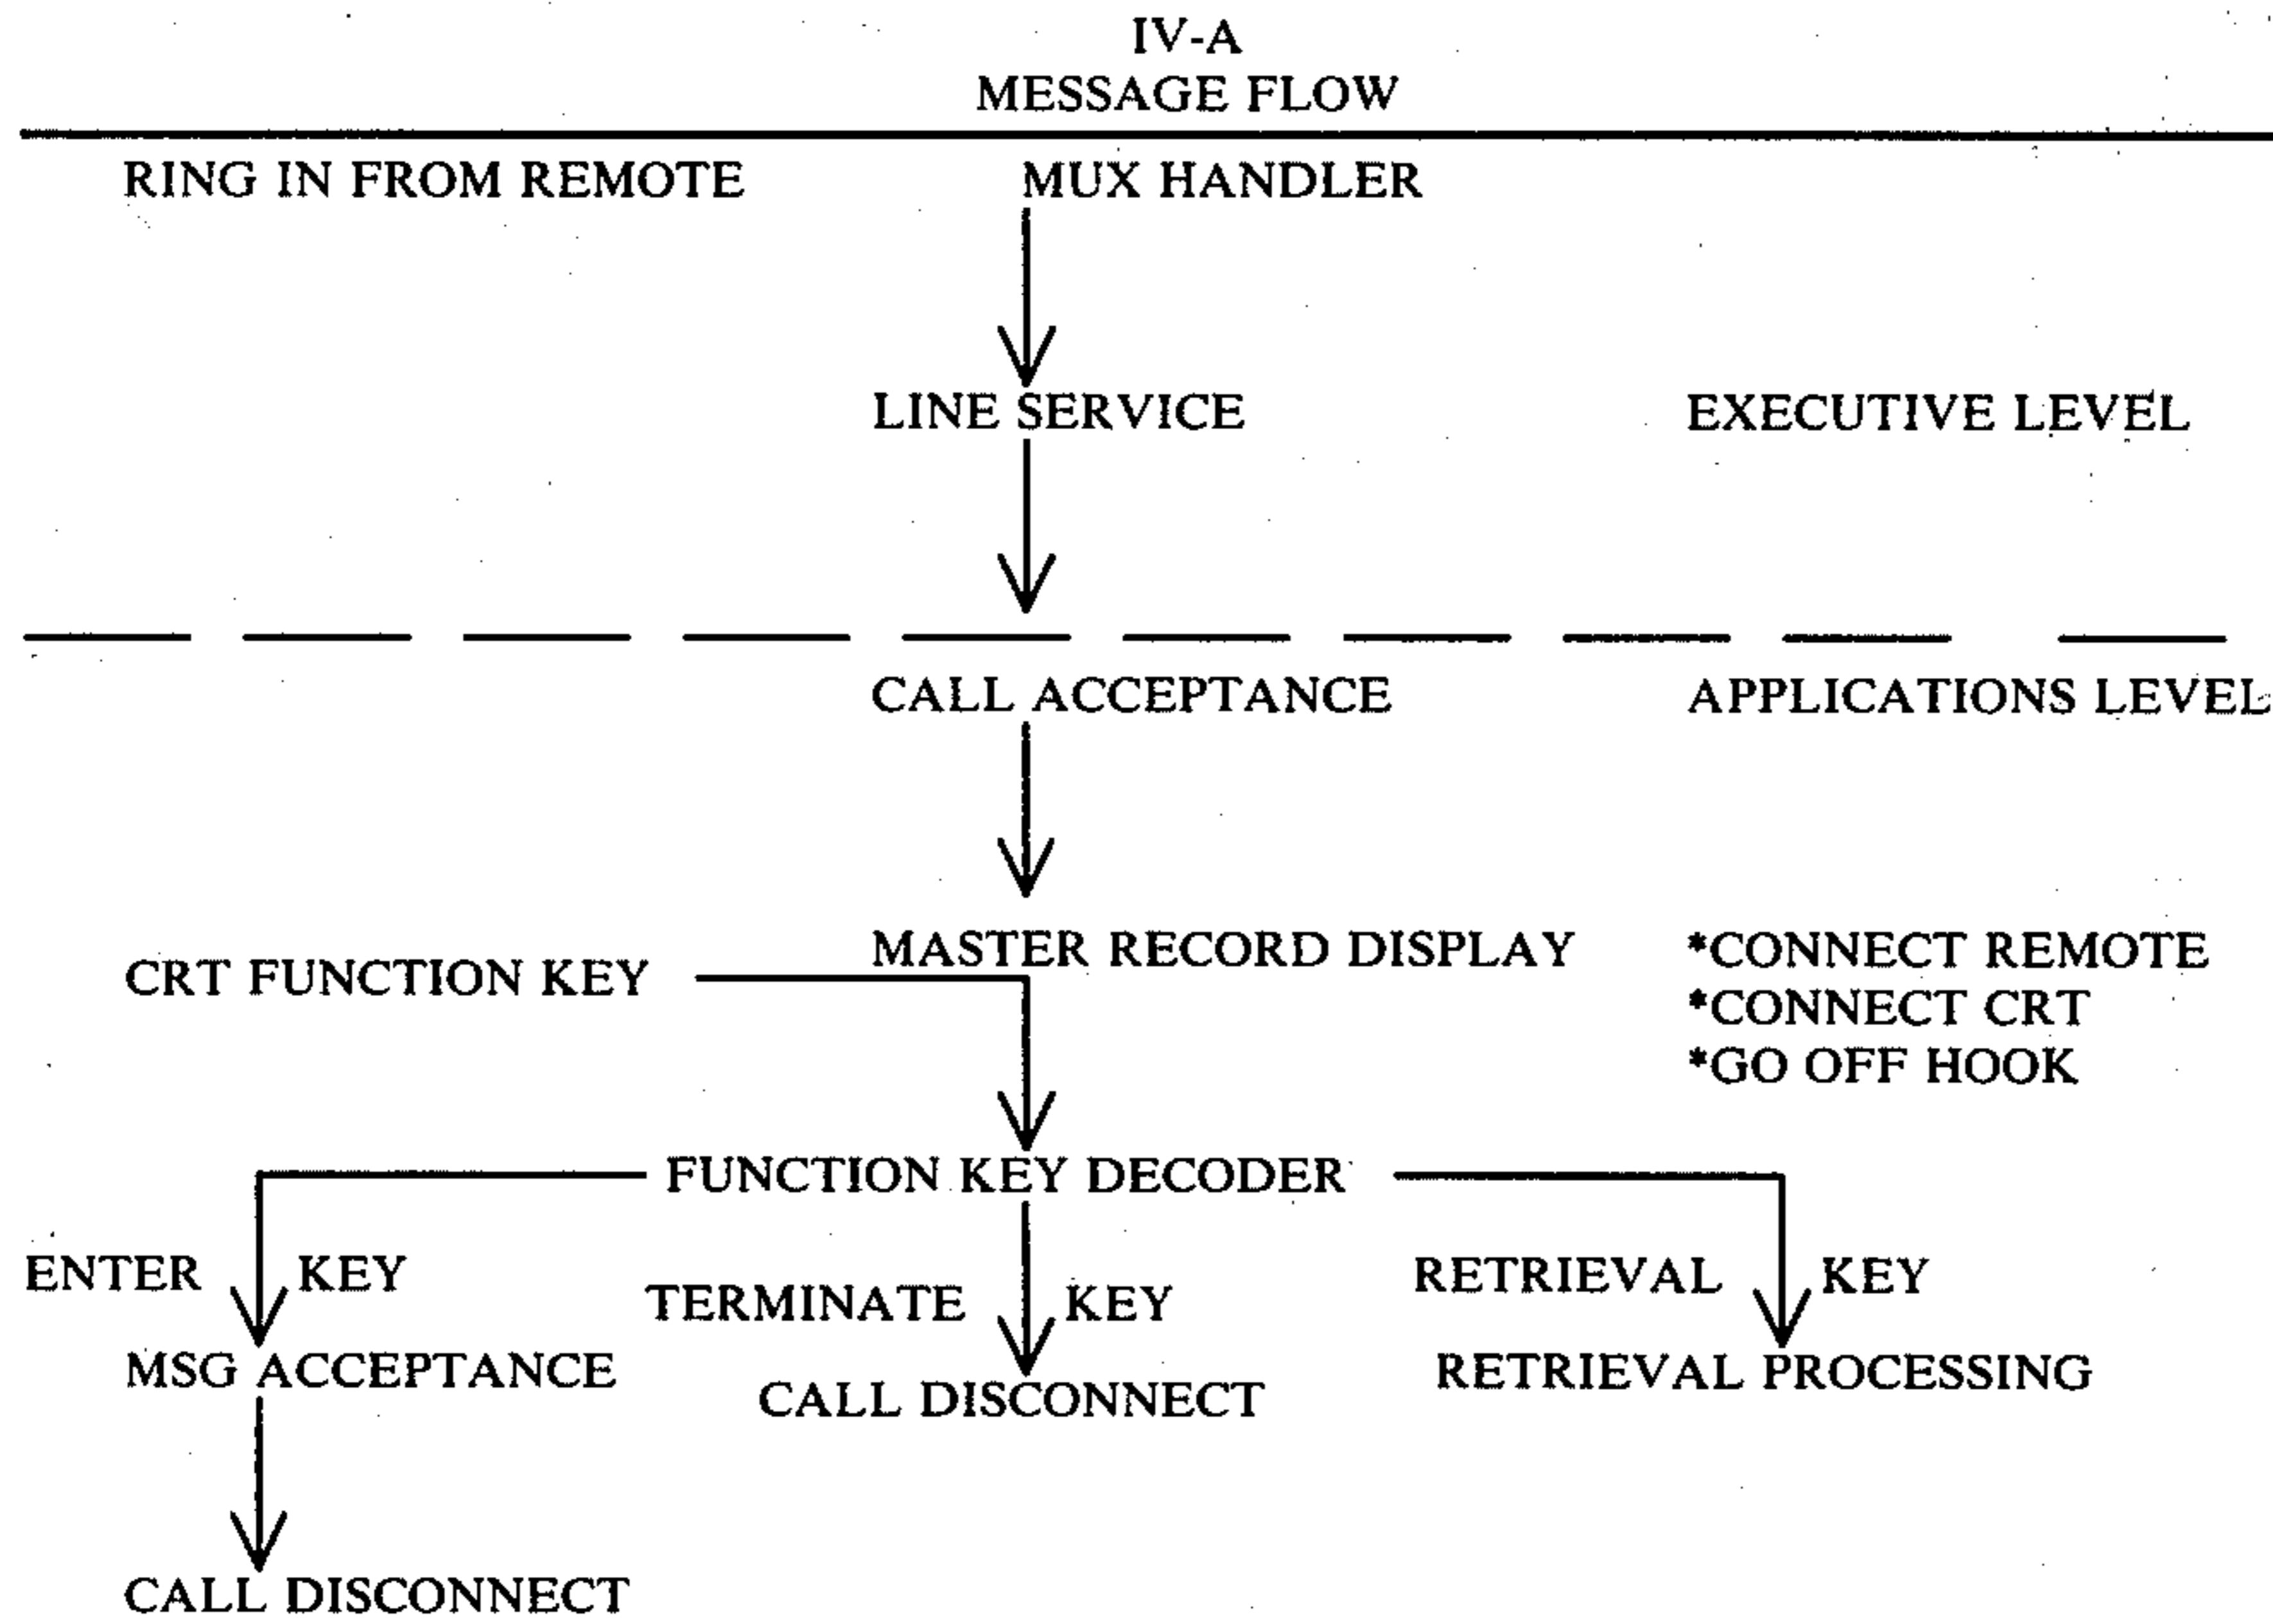 IV-A
MESSAGE FLOW
RING IN FROM REMOTE MUX HANDLER
LINE SERVICE EXECUTIVE LEVEL
CALL ACCEPTANCE APPLICATIONS LEVEL
MASTER RECORD DISPLAY *CONNECT REMOTE
CRT FUNCTION KEY
*CONNECT CRT
*GO OFF HOOK
FUNCTION KEY DECODER
ENTER KEY
TERMINATE KEY
RETRIEVAL KEY
MSG ACCEPTANCE
CALL DISCONNECT
RETRIEVAL PROCESSING
CALL DISCONNECT